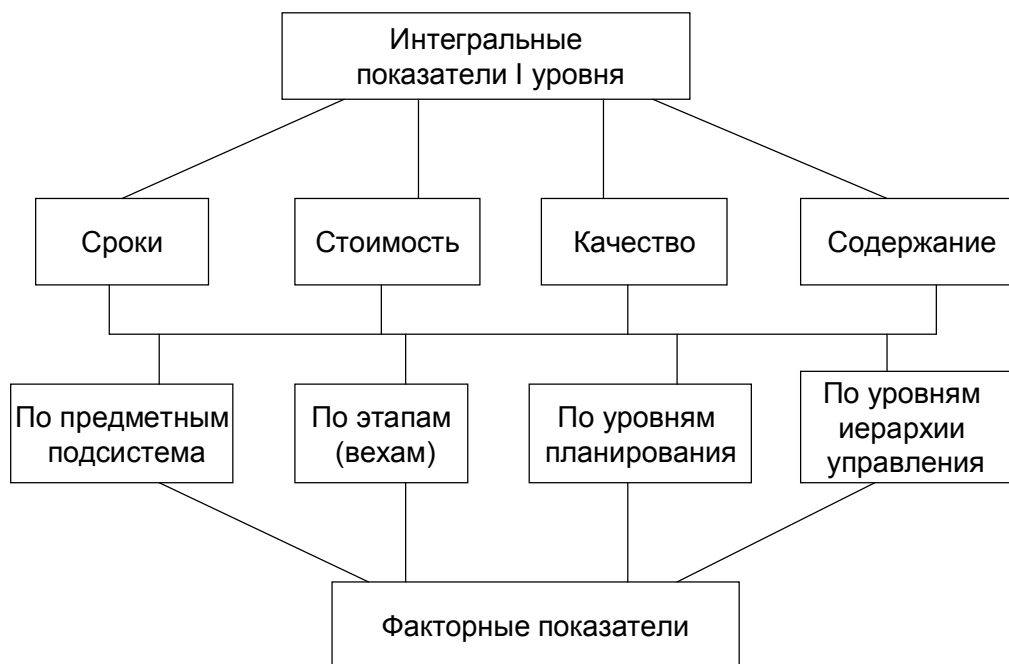 Интегральные
показатели I уровня
Сроки
Стоимость
Качество
Содержание
По предметным
подсистема
По этапам
(вехам)
По уровням
планирования
По уровням
иерархии
управления
Факторные показатели